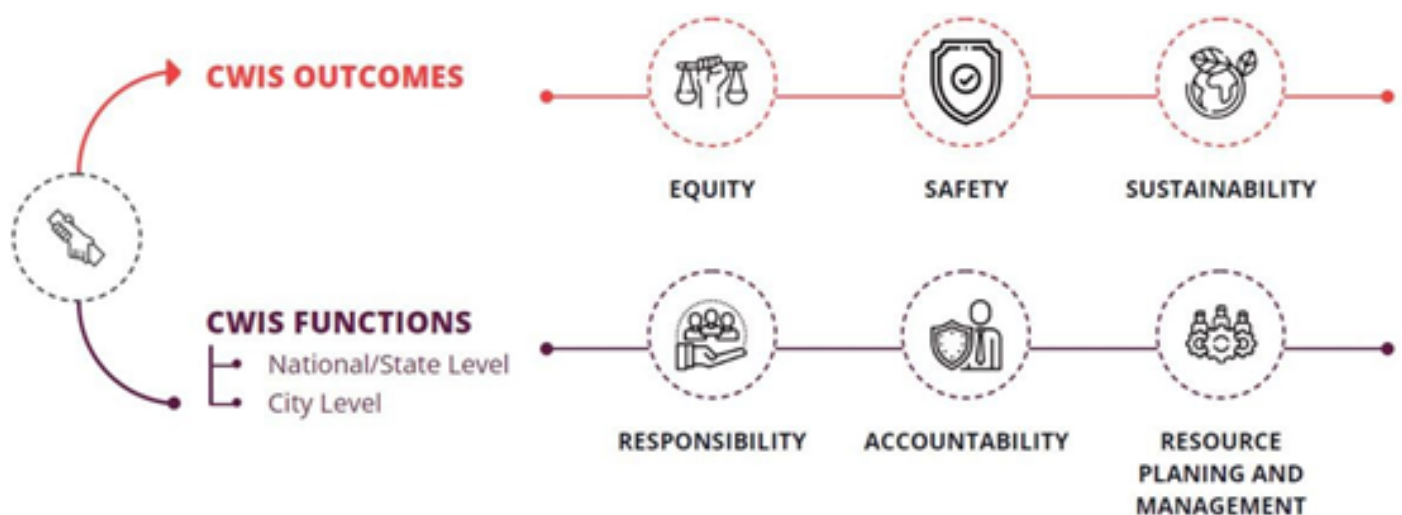 CWIS OUTCOMES
EQUITY
SAFETY
SUSTAINABILITY
CWIS FUNCTIONS
National/State Level
City Level
RESPONSIBILITY
ACCOUNTABILITY
RESOURCE
PLANING AND
MANAGEMENT